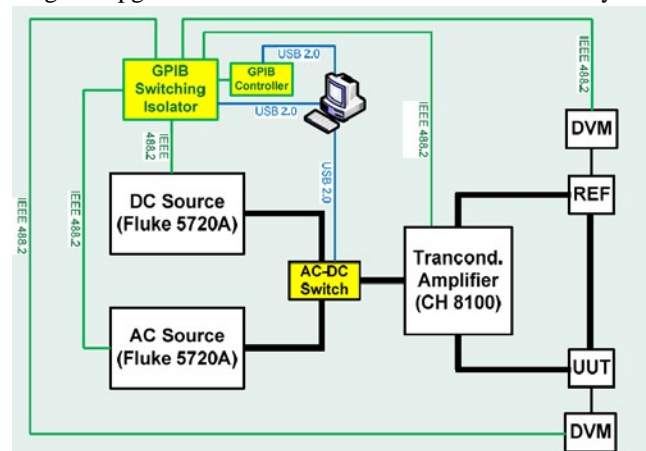 USB 2.0
GPIB
Switching
Isolator
GPIB
Controller
USB 2.0
IEEE 488.2
IEEE
488.2
IEEE 488.2
IEEE 488.2
IEEE 488.2
USB 2.0
DVM
REF
DC Source
(Fluke 5720A)
AC-DC
Switch
Trancond.
Amplifier
(CH 8100)
AC Source
(Fluke 5720A)
UUT
DVM